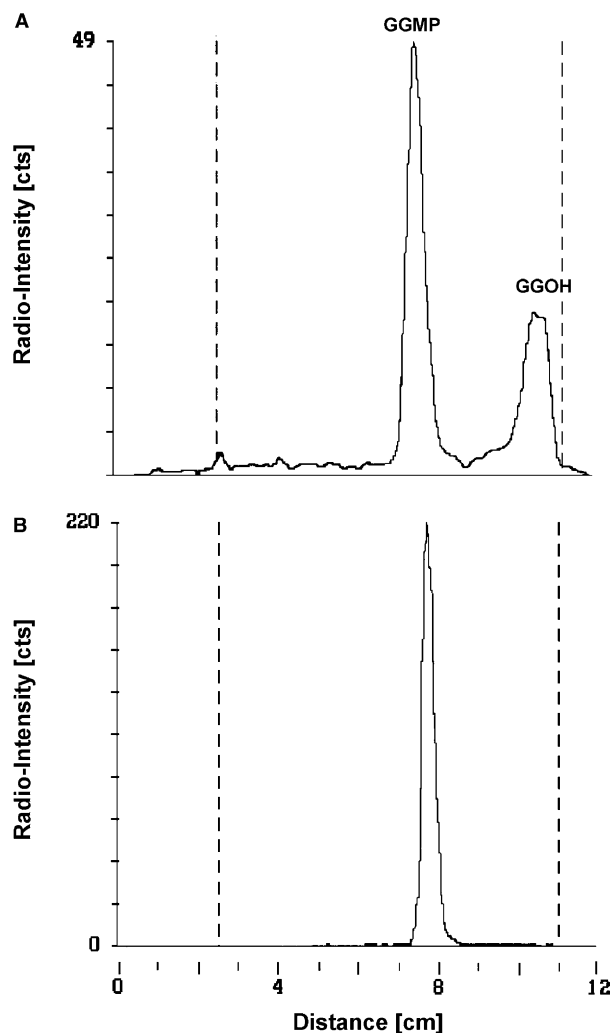 A
GGMP
49
GGOH
Radio-Intensity [cts]
B
220
Radio-Intensity [cts]
0
0 4 8 12
Distance [cm]